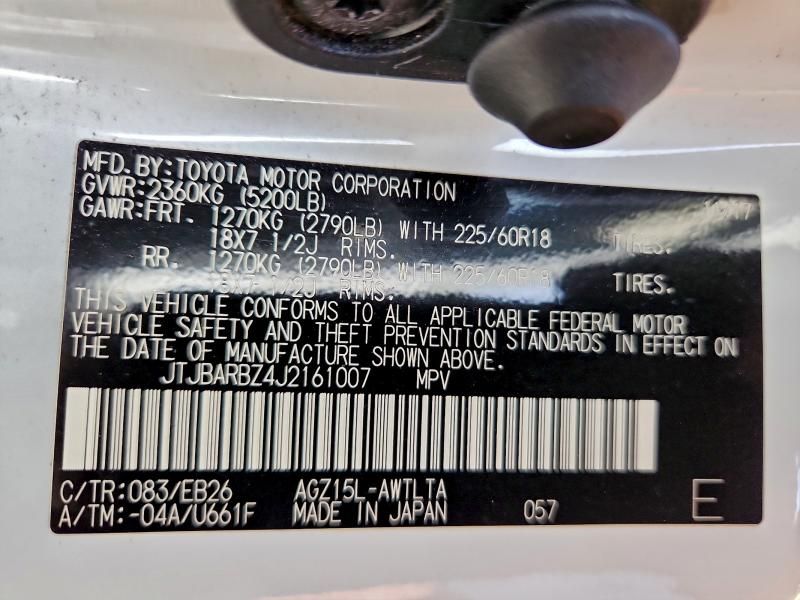 MFD. BY: TOYOTA MOTOR CORPORATION
GVWR: 2360KG (5200LB)
GAWR: FRT. 1270KG (2790LB) WITH 225/60R18 TIRES.
18X7 1/2J RIMS.
RR. 1270KG (2790LB) WITH 225/60R18 TIRES.
18X7 1/2J RIMS.
THIS VEHICLE CONFORMS TO ALL APPLICABLE FEDERAL MOTOR
VEHICLE SAFETY AND THEFT PREVENTION STANDARDS IN EFFECT ON
THE DATE OF MANUFACTURE SHOWN ABOVE.
JTJBARBZ4J2161007 MPV
C/TR: 083/EB26 AGZ15L-AWTLTA
A/TM: -04A/U661F MADE IN JAPAN 057 E